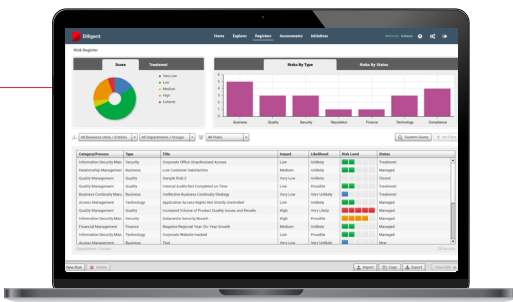 Diligent
Home Explorer Registers Assessments Initiatives
Welcome
Risk Register
Score Treatment
Very Low
Low
Medium
High
Extreme
Risks By Type Risks By Status
Business Quality Security Reputation Finance Technology Compliance
All Business Units / Entities All Departments / Groups All Risks Custom Query
Category/Process Type Title Impact Likelihood Risk Level Status
Information Security Man Security Corporate Office Unauthorized Access Low Unlikely Treatment
Relationship Management Business Low Customer Satisfaction Medium Unlikely Managed
Quality Management Quality Sample Risk 2 Very Low Unlikely Closed
Quality Management Quality Internal Audits Not Completed on Time Low Possible Treatment
Business Continuity Mana Business Ineffective Business Continuity Strategy Very Low Very Unlikely Treatment
Access Management Technology Application Access Rights Not Strictly Controlled Low Unlikely Managed
Quality Management Quality Increased Volume of Product Quality Issues and Results High Very Likely Managed
Information Security Man Security Datacenter Security Breach High Possible Treatment
Financial Management Finance Negative Regional Year-On-Year Growth Medium Unlikely Managed
Information Security Man Technology Corporate Website Hacked Low Possible Treatment
Access Management Business Test Very Low Very Unlikely New
New Risk Delete Import Copy Export